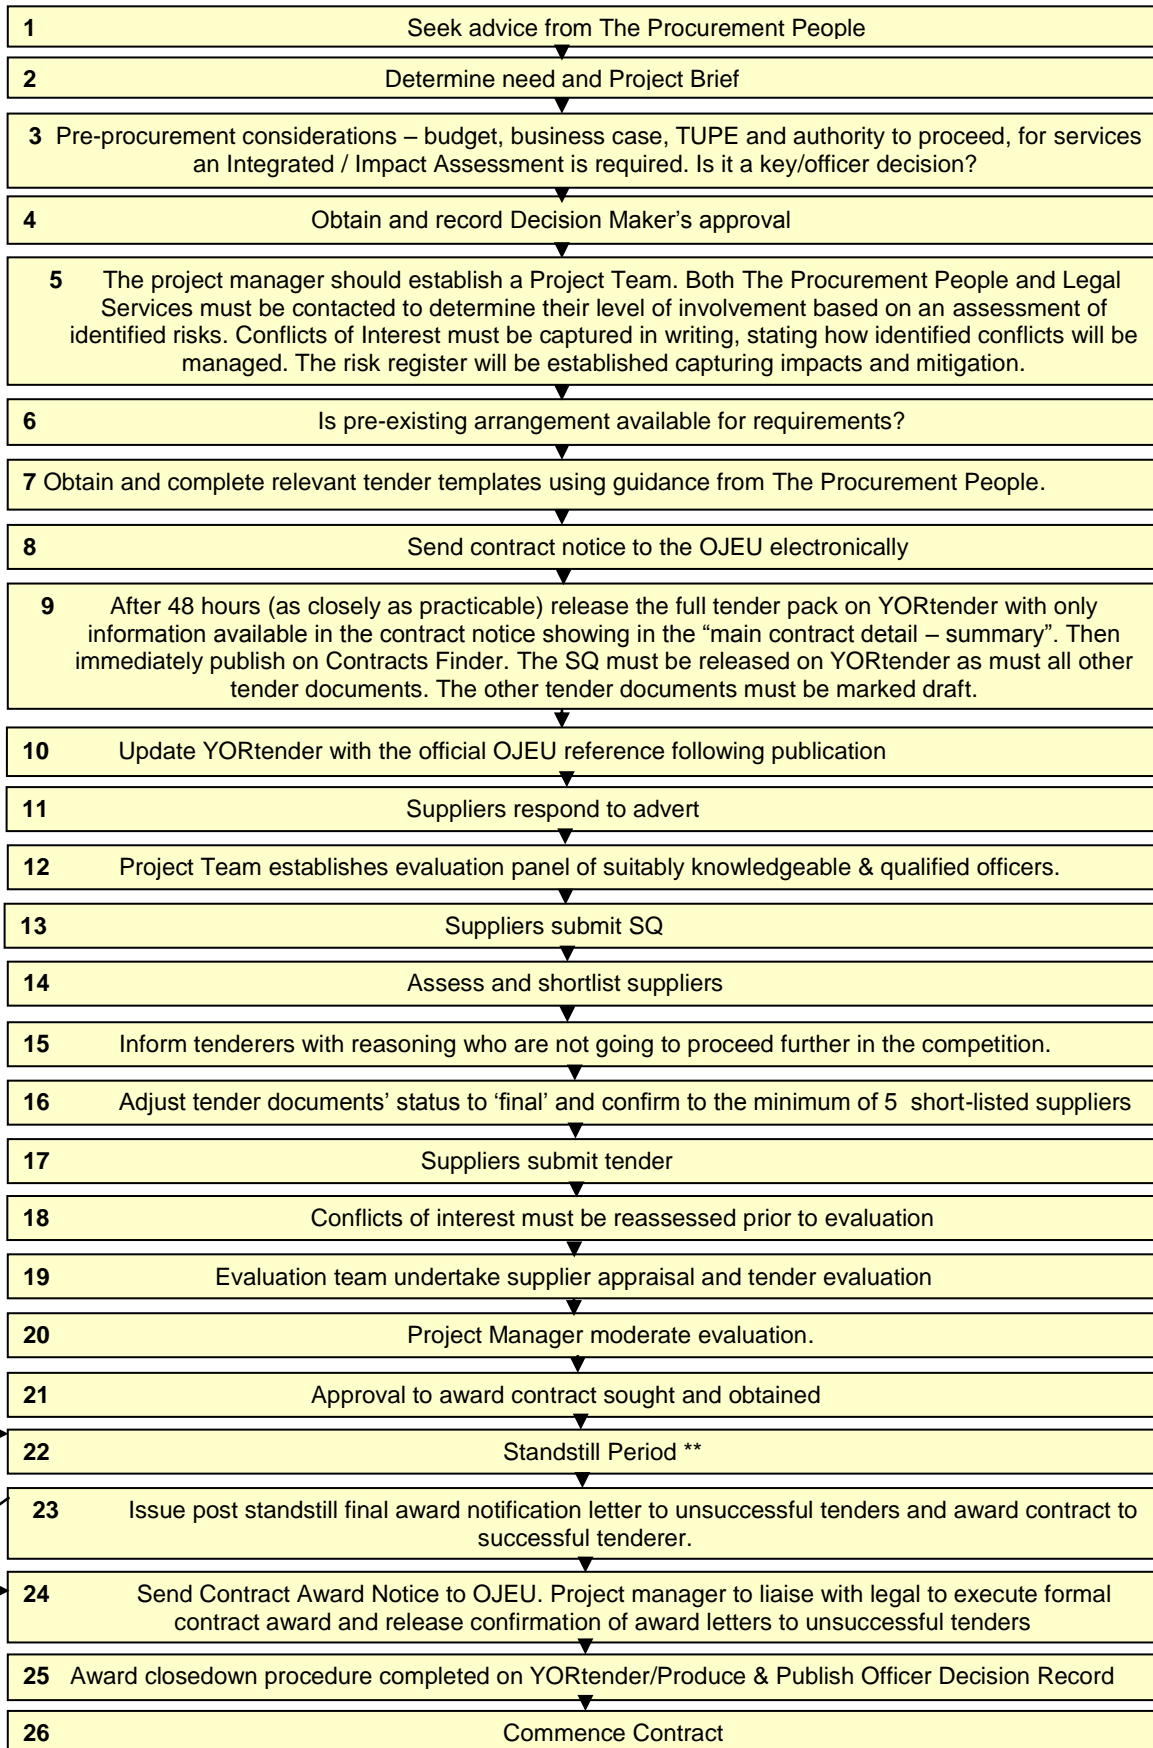 1 Seek advice from The Procurement People
2 Determine need and Project Brief
3 Pre-procurement considerations – budget, business case, TUPE and authority to proceed, for services
an Integrated / Impact Assessment is required. Is it a key/officer decision?
4 Obtain and record Decision Maker's approval
5 The project manager should establish a Project Team. Both The Procurement People and Legal
Services must be contacted to determine their level of involvement based on an assessment of
identified risks. Conflicts of Interest must be captured in writing, stating how identified conflicts will be
managed. The risk register will be established capturing impacts and mitigation.
6 Is pre-existing arrangement available for requirements?
7 Obtain and complete relevant tender templates using guidance from The Procurement People.
8 Send contract notice to the OJEU electronically
9 After 48 hours (as closely as practicable) release the full tender pack on YORtender with only
information available in the contract notice showing in the “main contract detail – summary”. Then
immediately publish on Contracts Finder. The SQ must be released on YORtender as must all other
tender documents. The other tender documents must be marked draft.
10 Update YORtender with the official OJEU reference following publication
11 Suppliers respond to advert
12 Project Team establishes evaluation panel of suitably knowledgeable & qualified officers.
13 Suppliers submit SQ
14 Assess and shortlist suppliers
15 Inform tenderers with reasoning who are not going to proceed further in the competition.
16 Adjust tender documents' status to 'final' and confirm to the minimum of 5 short-listed suppliers
17 Suppliers submit tender
18 Conflicts of interest must be reassessed prior to evaluation
19 Evaluation team undertake supplier appraisal and tender evaluation
20 Project Manager moderate evaluation.
21 Approval to award contract sought and obtained
22 Standstill Period **
23 Issue post standstill final award notification letter to unsuccessful tenders and award contract to
successful tenderer.
24 Send Contract Award Notice to OJEU. Project manager to liaise with legal to execute formal
contract award and release confirmation of award letters to unsuccessful tenders
25 Award closedown procedure completed on YORtender/Produce & Publish Officer Decision Record
26 Commence Contract